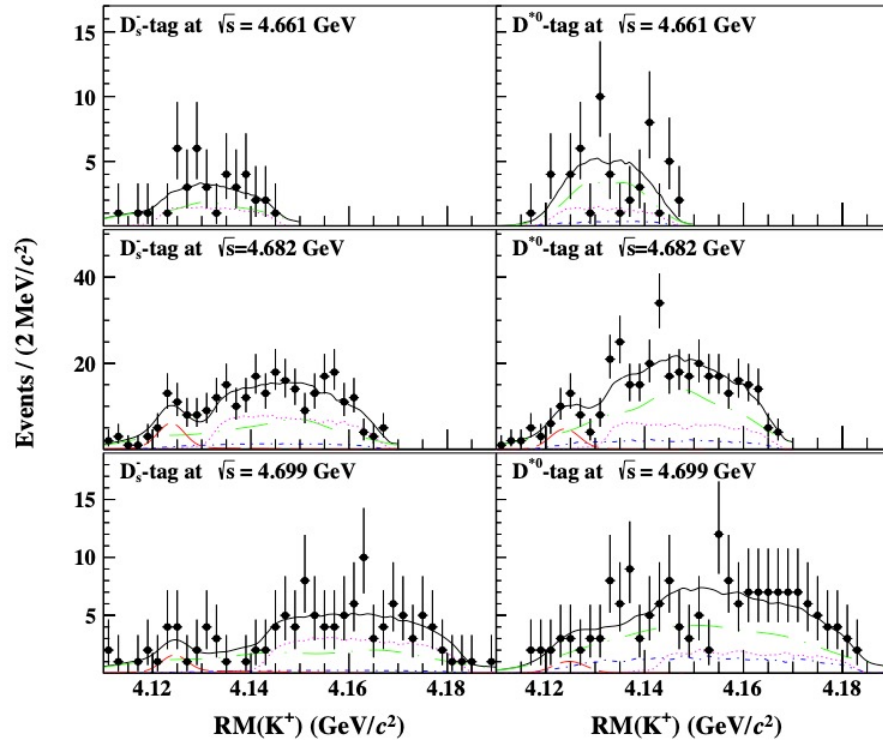 D_s^- -tag at √s = 4.661 GeV
D*0-tag at √s = 4.661 GeV
15
10
5
D_s^- -tag at √s=4.682 GeV
D*0-tag at √s=4.682 GeV
40
20
D_s^- -tag at √s = 4.699 GeV
D*0-tag at √s = 4.699 GeV
15
10
5
4.12 4.14 4.16 4.18 4.12 4.14 4.16 4.18
Events / (2 MeV/c²)
RM(K⁺) (GeV/c²) RM(K⁺) (GeV/c²)